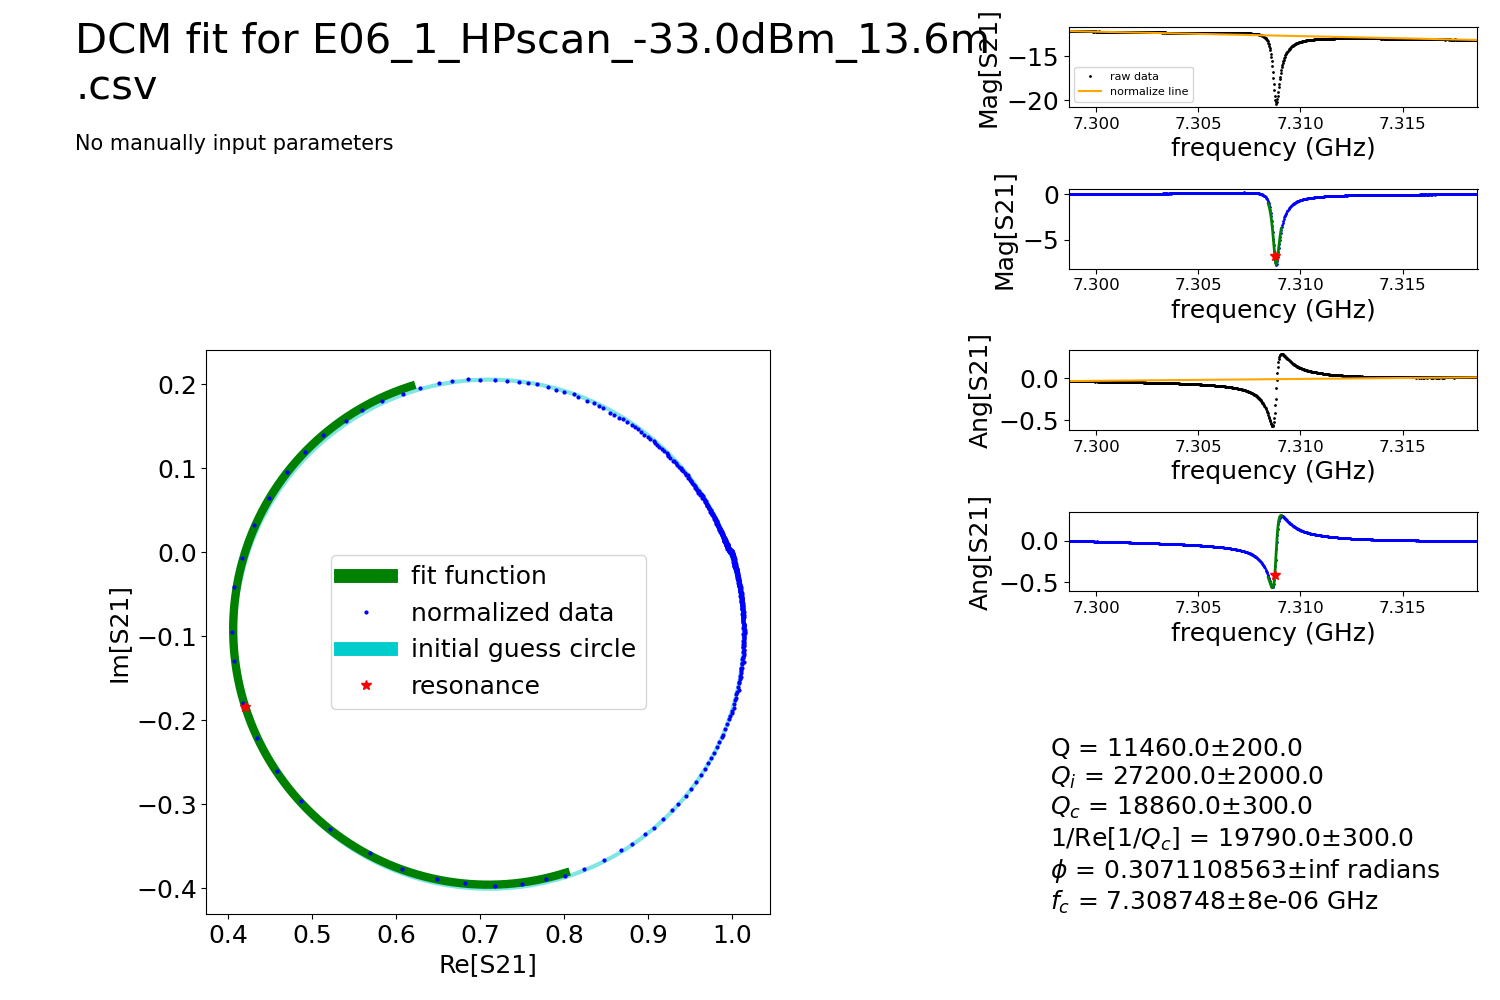 DCM fit for E06_1_HPscan_-33.0dBm_13.6m
.csv
No manually input parameters
Mag[S21]
−15
−20
raw data
normalize line
7.300 7.305 7.310 7.315
frequency (GHz)
Mag[S21]
0
−5
7.300 7.305 7.310 7.315
frequency (GHz)
Ang[S21]
0.0
−0.5
7.300 7.305 7.310 7.315
frequency (GHz)
Ang[S21]
0.0
−0.5
7.300 7.305 7.310 7.315
frequency (GHz)
Im[S21]
0.2
0.1
0.0
−0.1
−0.2
−0.3
−0.4
fit function
normalized data
initial guess circle
resonance
0.4 0.5 0.6 0.7 0.8 0.9 1.0
Re[S21]
Q = 11460.0±200.0
Q_i = 27200.0±2000.0
Q_c = 18860.0±300.0
1/Re[1/Q_c] = 19790.0±300.0
ϕ = 0.3071108563±inf radians
f_c = 7.308748±8e-06 GHz